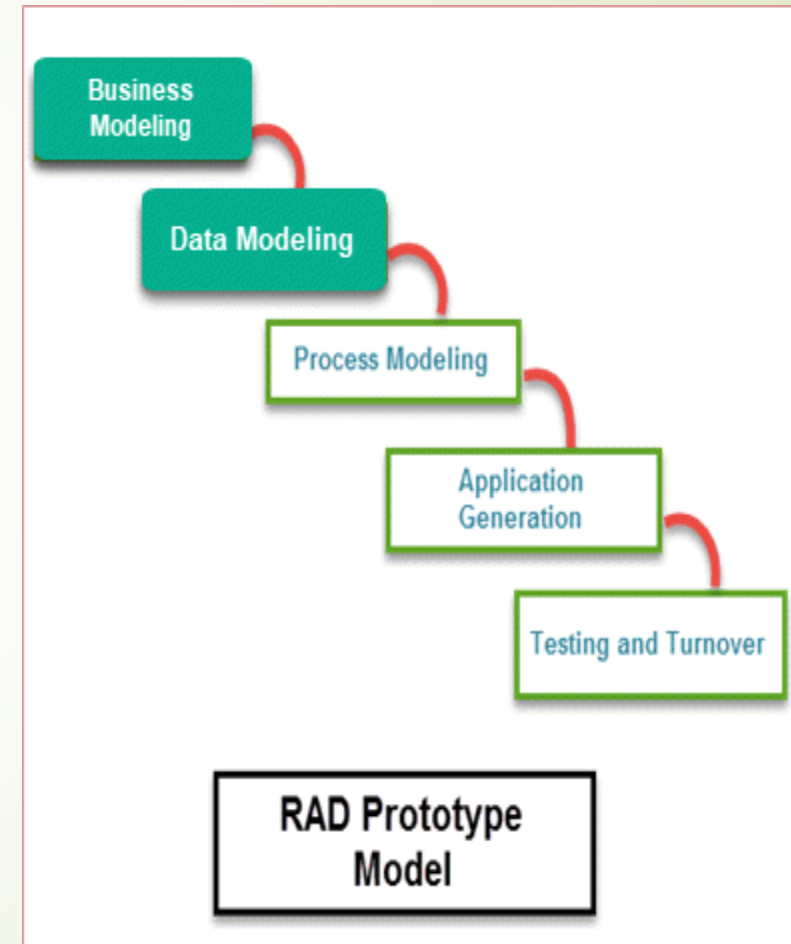 Business
Modeling
Data Modeling
Process Modeling
Application
Generation
Testing and Turnover
RAD Prototype
Model